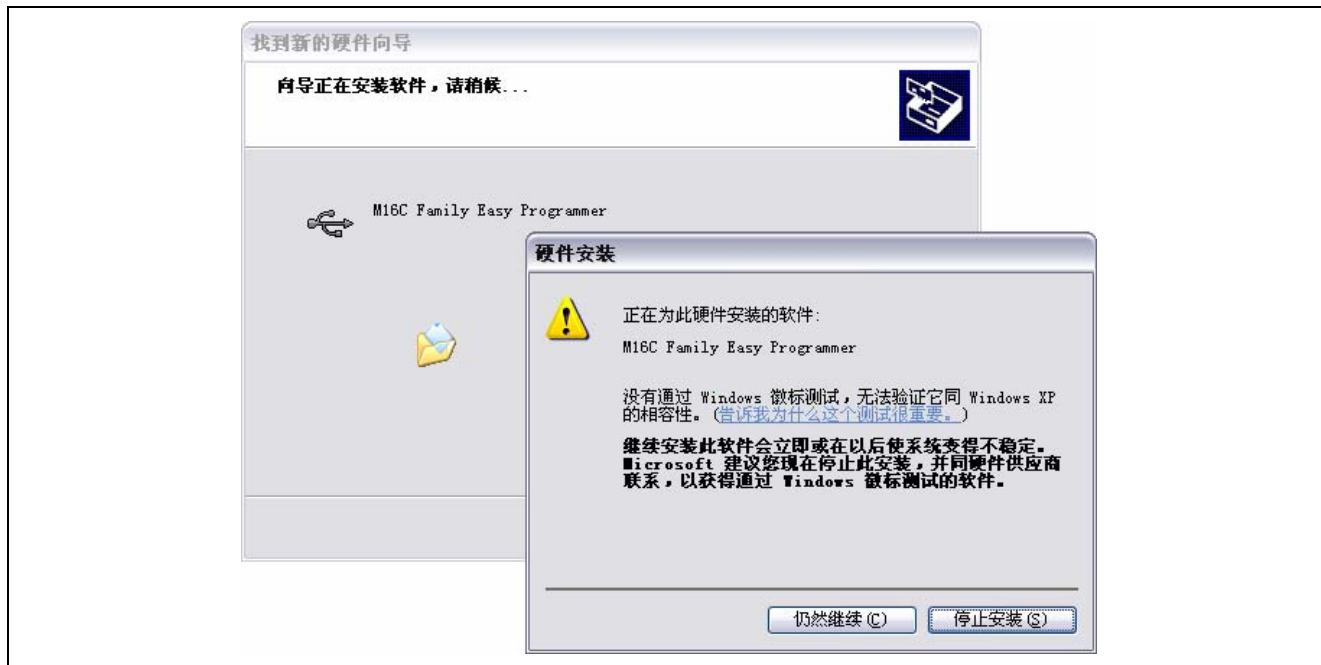 找到新的硬件向导
向导正在安装软件，请稍候...
M16C Family Easy Programmer
硬件安装
正在为此硬件安装的软件:
M16C Family Easy Programmer
没有通过 Windows 徽标测试，无法验证它同 Windows XP
的相容性。(告诉我为什么这个测试很重要。)
继续安装此软件会立即或在以后使系统变得不稳定。
Microsoft 建议您现在停止此安装，并同硬件供应商
联系，以获得通过 Windows 徽标测试的软件。
仍然继续(C)
停止安装(S)